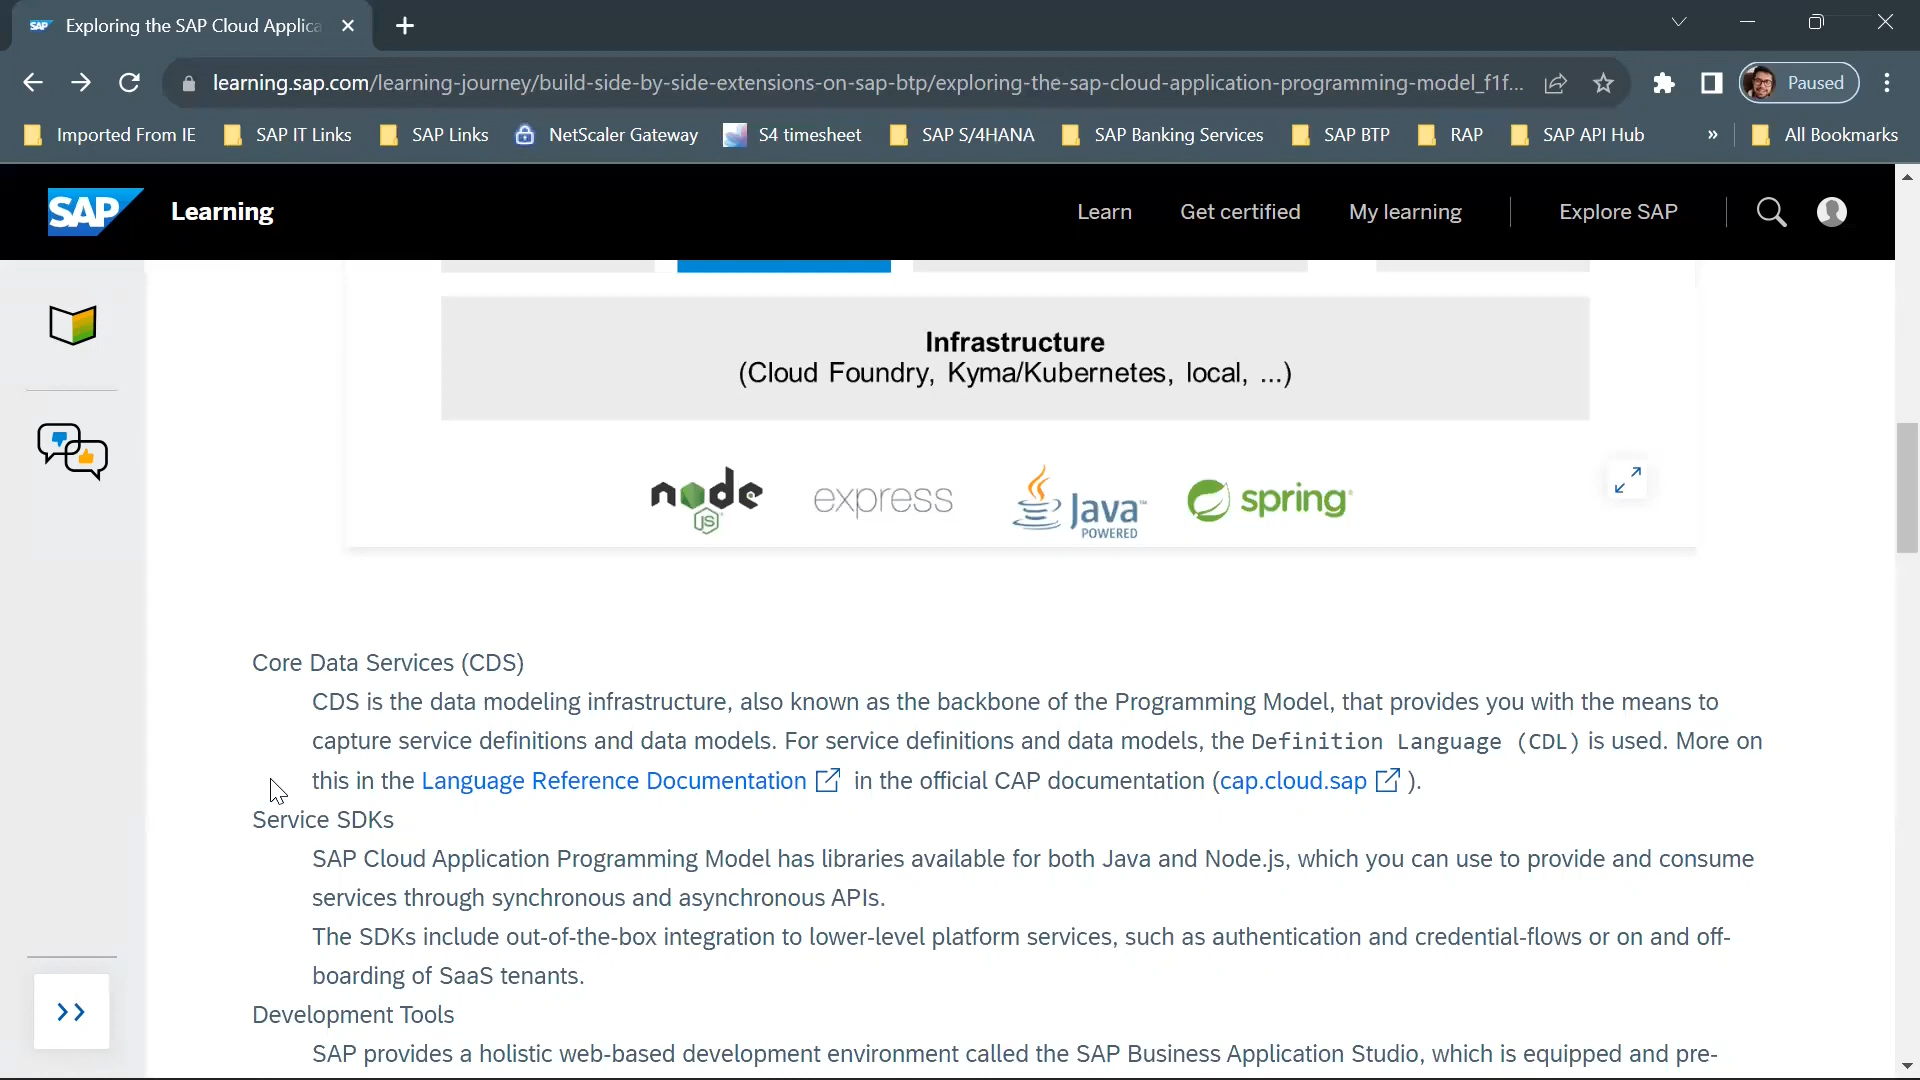 SAP Exploring the SAP Cloud Applica
learning.sap.com/learning-journey/build-side-by-side-extensions-on-sap-btp/exploring-the-sap-cloud-application-programming-model_f1f...
Paused
Imported From IE SAP IT Links SAP Links NetScaler Gateway S4 timesheet SAP S/4HANA SAP Banking Services SAP BTP RAP SAP API Hub » All Bookmarks
SAP Learning Learn Get certified My learning Explore SAP
Infrastructure
(Cloud Foundry, Kyma/Kubernetes, local, ...)
node JS express Java™ POWERED spring
Core Data Services (CDS)
CDS is the data modeling infrastructure, also known as the backbone of the Programming Model, that provides you with the means to
capture service definitions and data models. For service definitions and data models, the Definition Language (CDL) is used. More on
this in the Language Reference Documentation in the official CAP documentation (cap.cloud.sap ).
Service SDKs
SAP Cloud Application Programming Model has libraries available for both Java and Node.js, which you can use to provide and consume
services through synchronous and asynchronous APIs.
The SDKs include out-of-the-box integration to lower-level platform services, such as authentication and credential-flows or on and off-
boarding of SaaS tenants.
Development Tools
SAP provides a holistic web-based development environment called the SAP Business Application Studio, which is equipped and pre-